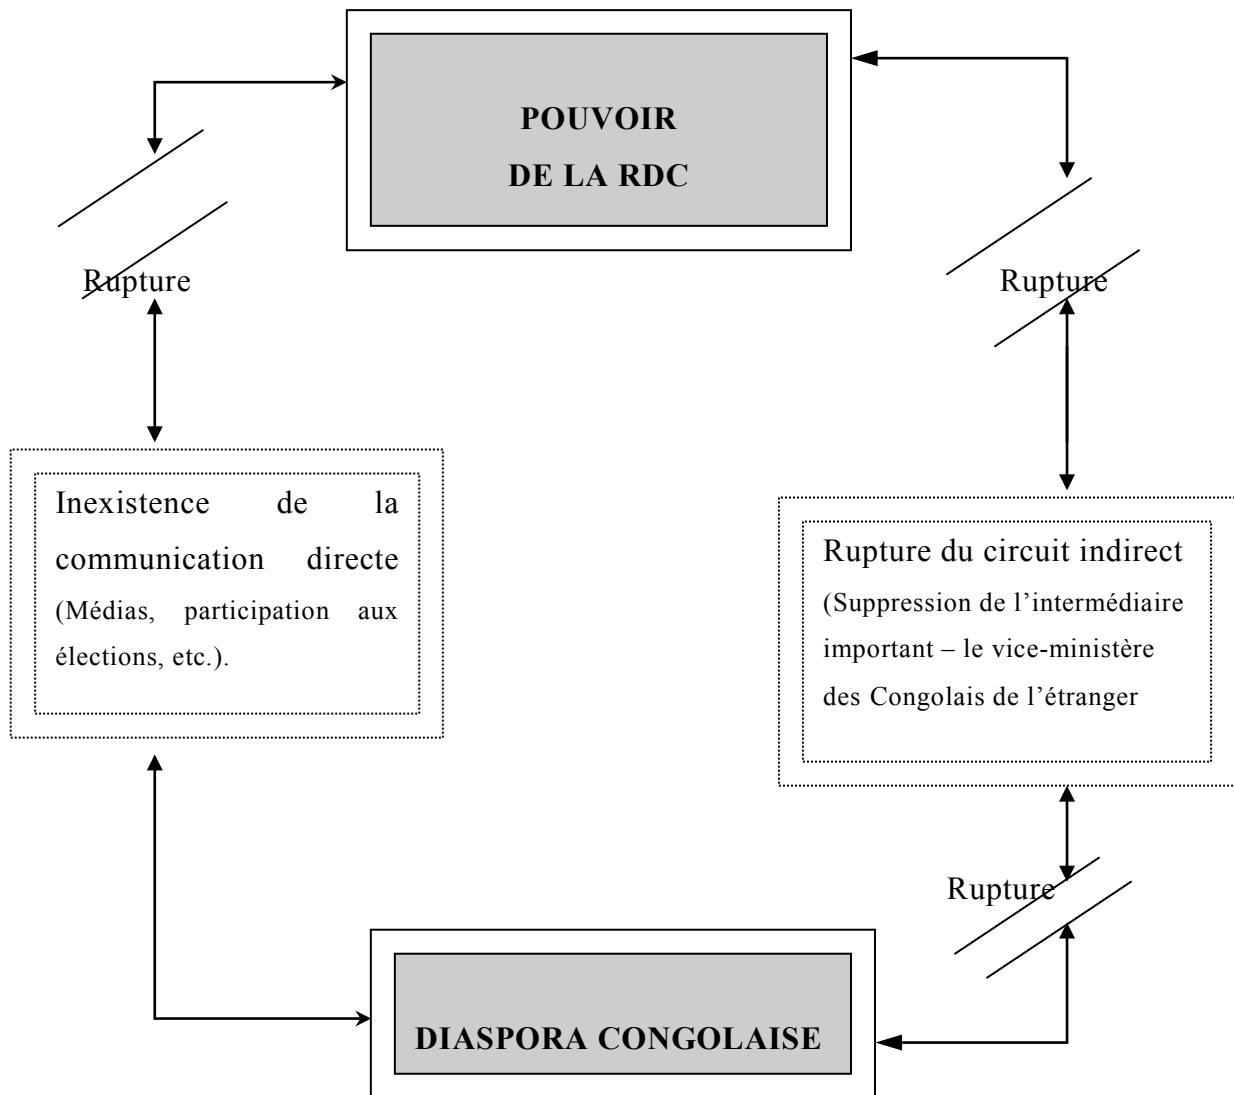 POUVOIR
DE LA RDC
Rupture
Rupture
Inexistence de la
communication directe
(Médias, participation aux
élections, etc.).
Rupture du circuit indirect
(Suppression de l’intermédiaire
important – le vice-ministère
des Congolais de l’étranger
Rupture
DIASPORA CONGOLAISE